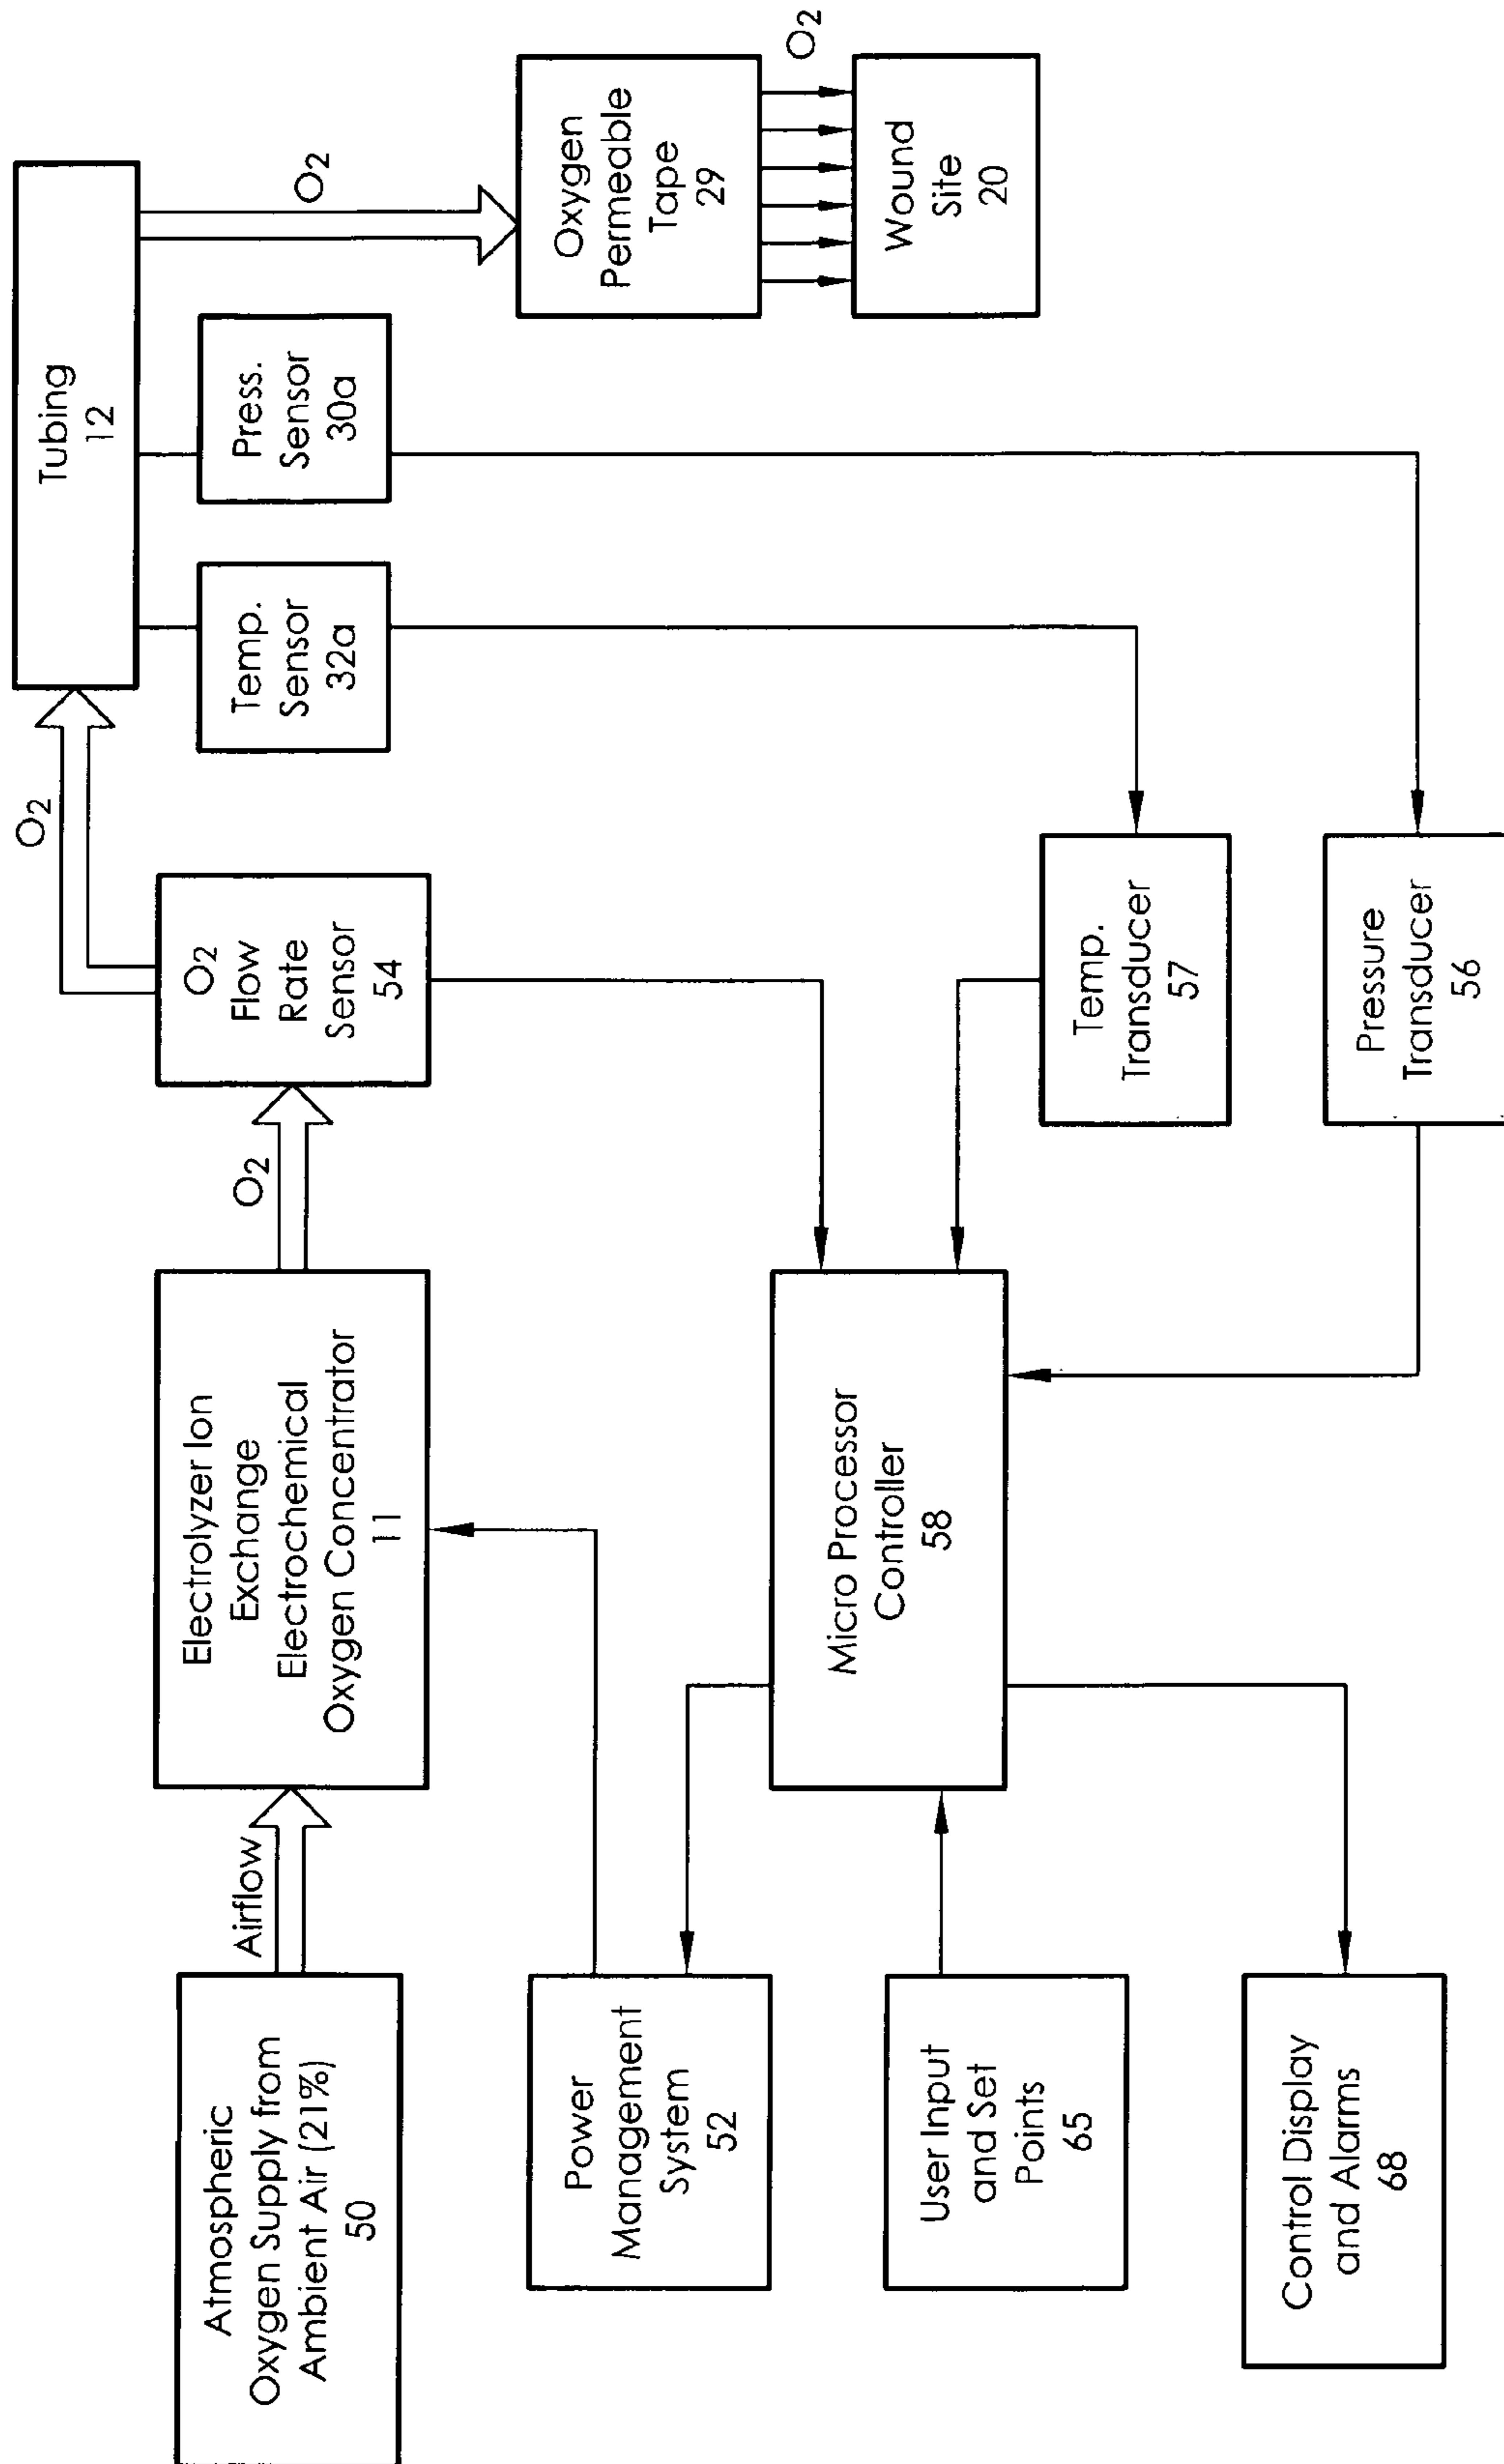 Atmospheric
Oxygen Supply from
Ambient Air (21%)
50
Airflow
Electrolyzer Ion
Exchange
Electrochemical
Oxygen Concentrator
11
O2
O2
Flow
Rate
Sensor
54
O2
Tubing
12
Temp.
Sensor
32a
Press.
Sensor
30a
O2
Oxygen
Permeable
Tape
29
O2
Wound
Site
20
Power
Management
System
52
Micro Processor
Controller
58
Temp.
Transducer
57
Pressure
Transducer
56
User Input
and Set
Points
65
Control Display
and Alarms
68